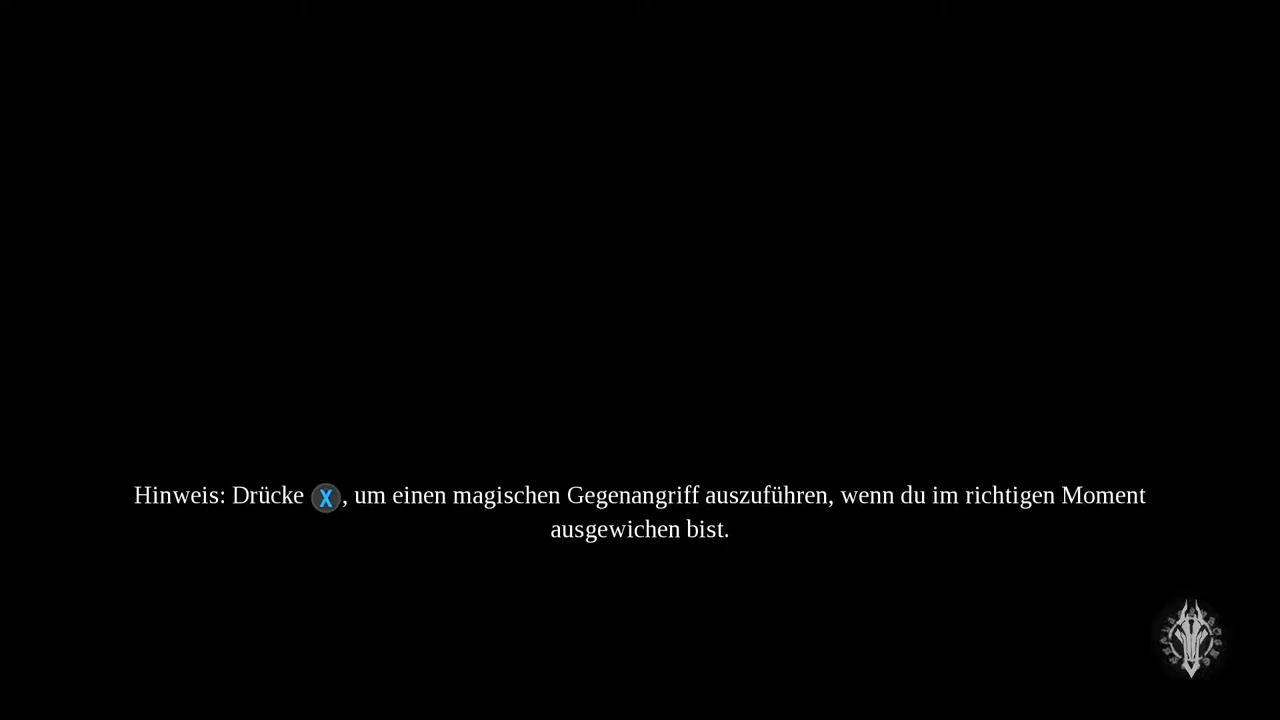 Hinweis: Drücke X, um einen magischen Gegenangriff auszuführen, wenn du im richtigen Moment
ausgewichen bist.